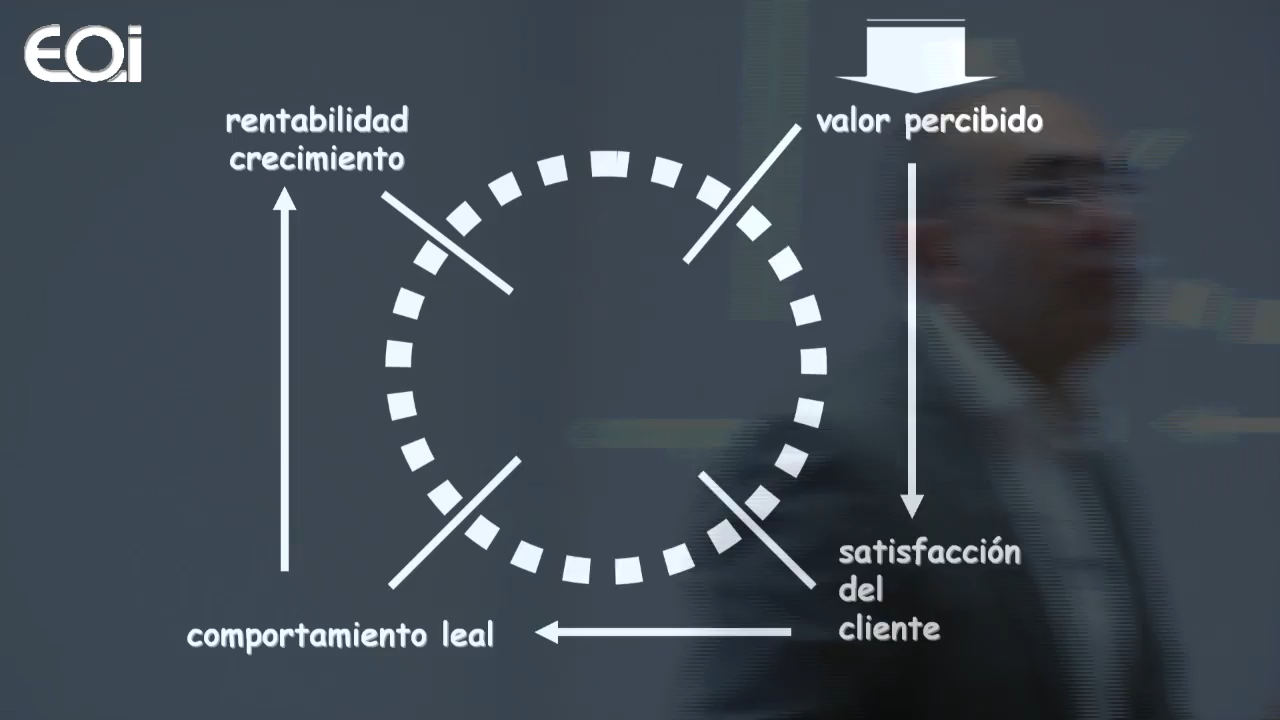 EOi
rentabilidad
crecimiento
valor percibido
satisfacción
del
cliente
comportamiento leal